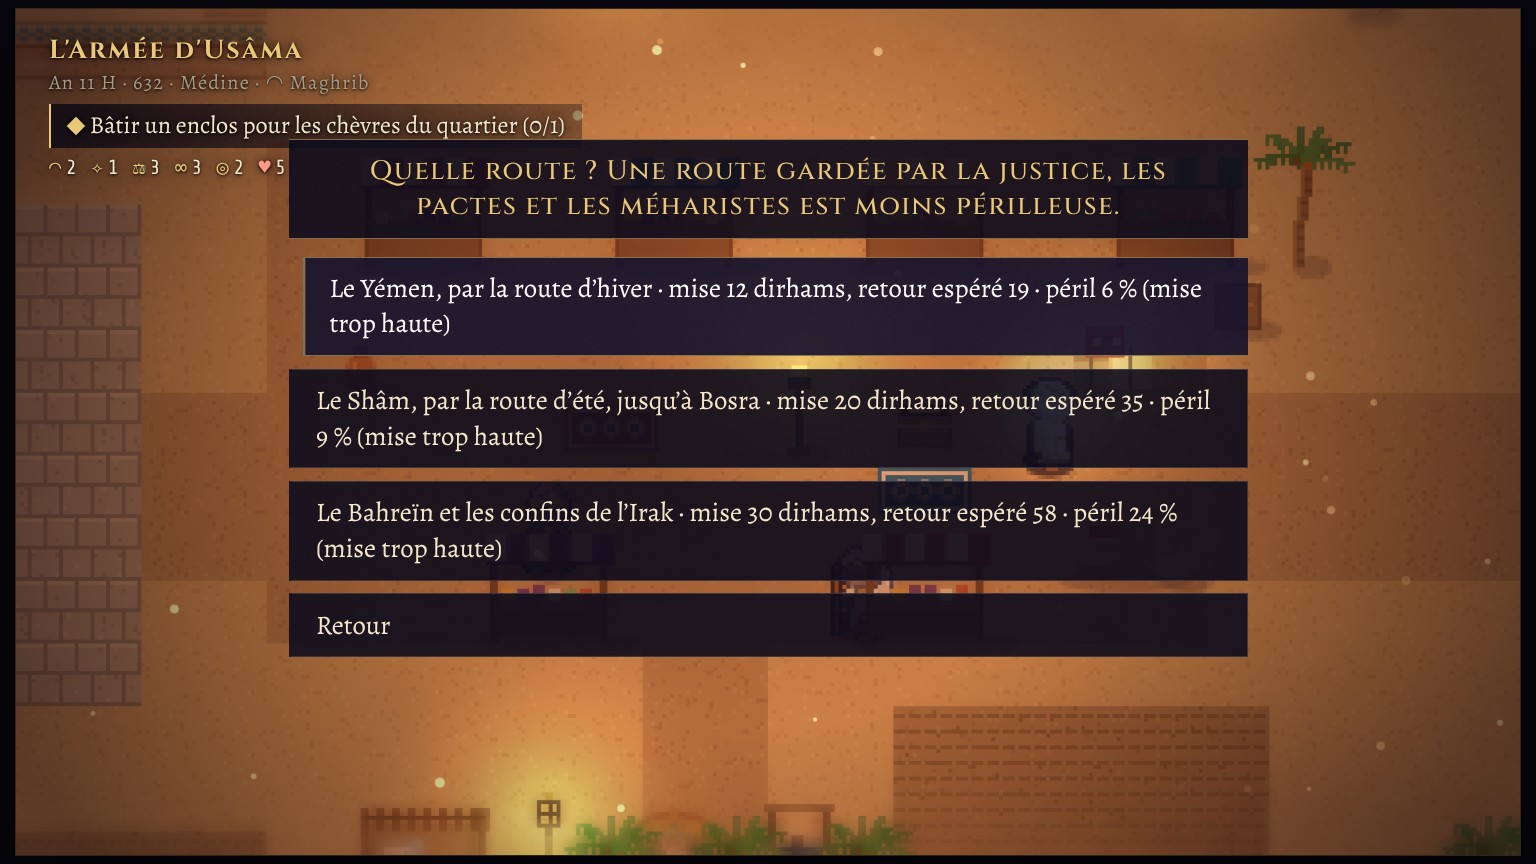 L'Armée d'Usâma
An 11 H · 632 · Médine · ◠ Maghrib
◆ Bâtir un enclos pour les chèvres du quartier (0/1)
◠ 2 ✧ 1 ⚖ 3 ∞ 3 ◎ 2 ♥ 5
Quelle route ? Une route gardée par la justice, les
pactes et les méharistes est moins périlleuse.
Le Yémen, par la route d’hiver · mise 12 dirhams, retour espéré 19 · péril 6 % (mise
trop haute)
Le Shâm, par la route d’été, jusqu’à Bosra · mise 20 dirhams, retour espéré 35 · péril
9 % (mise trop haute)
Le Bahreïn et les confins de l’Irak · mise 30 dirhams, retour espéré 58 · péril 24 %
(mise trop haute)
Retour